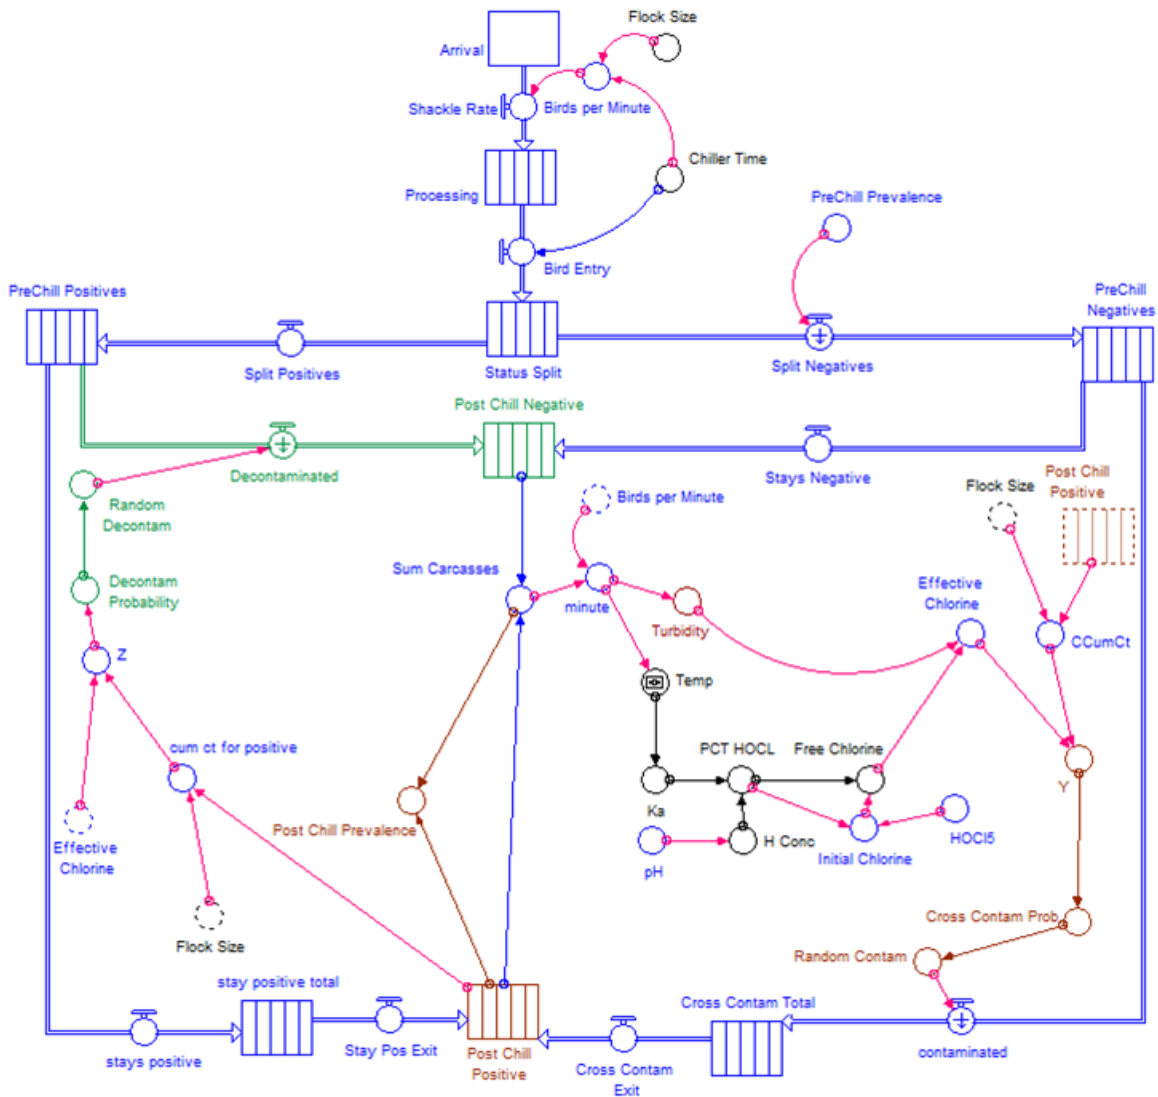 Flock Size
Arrival
Shackle Rate
Birds per Minute
Chiller Time
Processing
PreChill Prevalence
Bird Entry
PreChill Positives
PreChill
Negatives
Split Positives
Status Split
Split Negatives
Post Chill Negative
Decontaminated
Stays Negative
Post Chill
Positive
Flock Size
Random
Decontam
Birds per Minute
Sum Carcasses
Decontam
Probability
minute
Turbidity
Effective
Chlorine
CCumCt
Z
Temp
cum ct for positive
PCT HOCL
Free Chlorine
Ka
Y
Post Chill Prevalence
Effective
Chlorine
pH
H Conc
Initial Chlorine
HOCl5
Flock Size
Cross Contam Prob
Random Contam
stay positive total
Cross Contam Total
stays positive
Stay Pos Exit
Post Chill
Positive
Cross Contam
Exit
contaminated